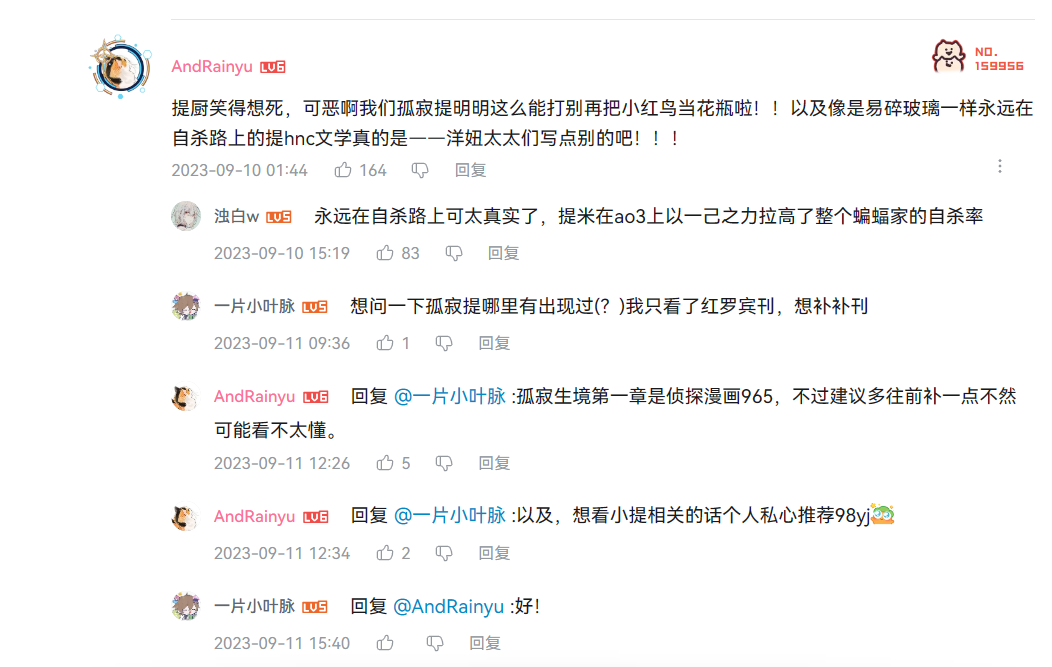 AndRainyu LV6
NO.
159956
提厨笑得想死，可恶啊我们孤寂提明明这么能打别再把小红鸟当花瓶啦！！以及像是易碎玻璃一样永远在
自杀路上的提hnc文学真的是——洋妞太太们写点别的吧！！！
2023-09-10 01:44 164 回复
浊白w LV5 永远在自杀路上可太真实了，提米在ao3上以一己之力拉高了整个蝙蝠家的自杀率
2023-09-10 15:19 83 回复
一片小叶脉 LV5 想问一下孤寂提哪里有出现过(？)我只看了红罗宾刊，想补补刊
2023-09-11 09:36 1 回复
AndRainyu LV6 回复 @一片小叶脉 :孤寂生境第一章是侦探漫画965，不过建议多往前补一点不然
可能看不太懂。
2023-09-11 12:26 5 回复
AndRainyu LV6 回复 @一片小叶脉 :以及，想看小提相关的话个人私心推荐98yj
2023-09-11 12:34 2 回复
一片小叶脉 LV5 回复 @AndRainyu :好！
2023-09-11 15:40 回复